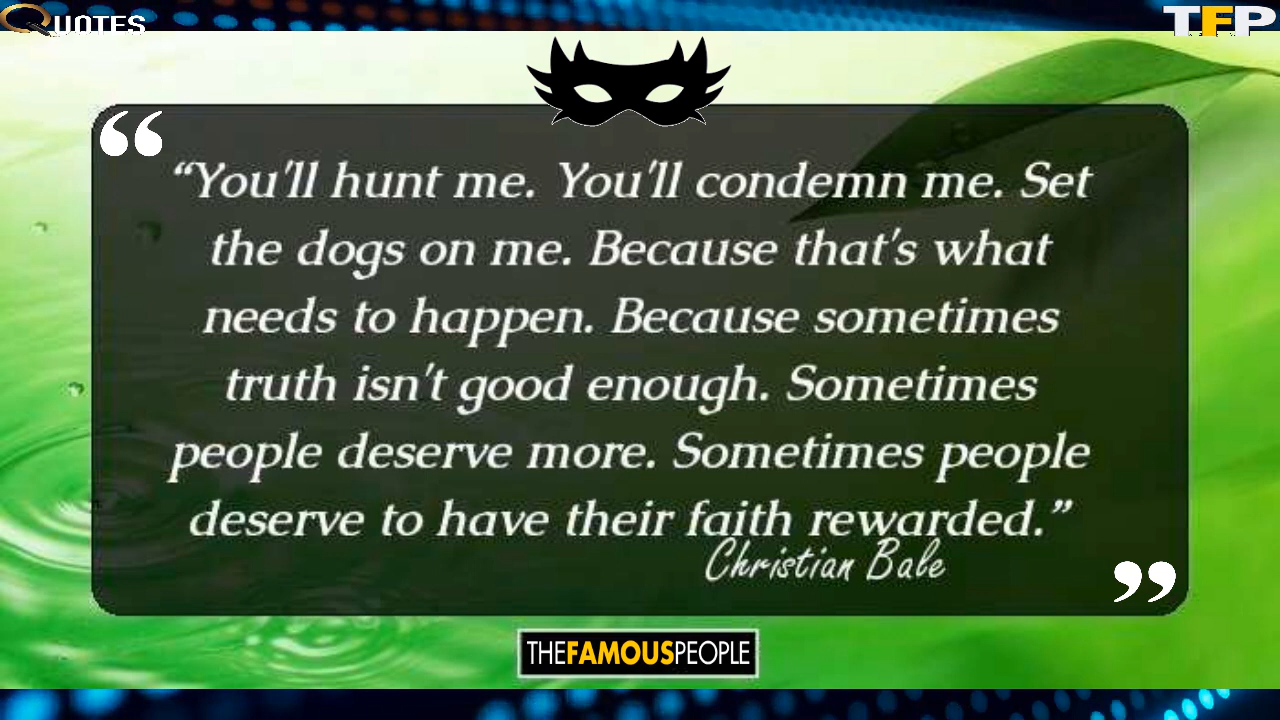 QUOTES
TFP
“
“You'll hunt me. You'll condemn me. Set
the dogs on me. Because that's what
needs to happen. Because sometimes
truth isn't good enough. Sometimes
people deserve more. Sometimes people
deserve to have their faith rewarded.”
Christian Bale
”
THEFAMOUSPEOPLE